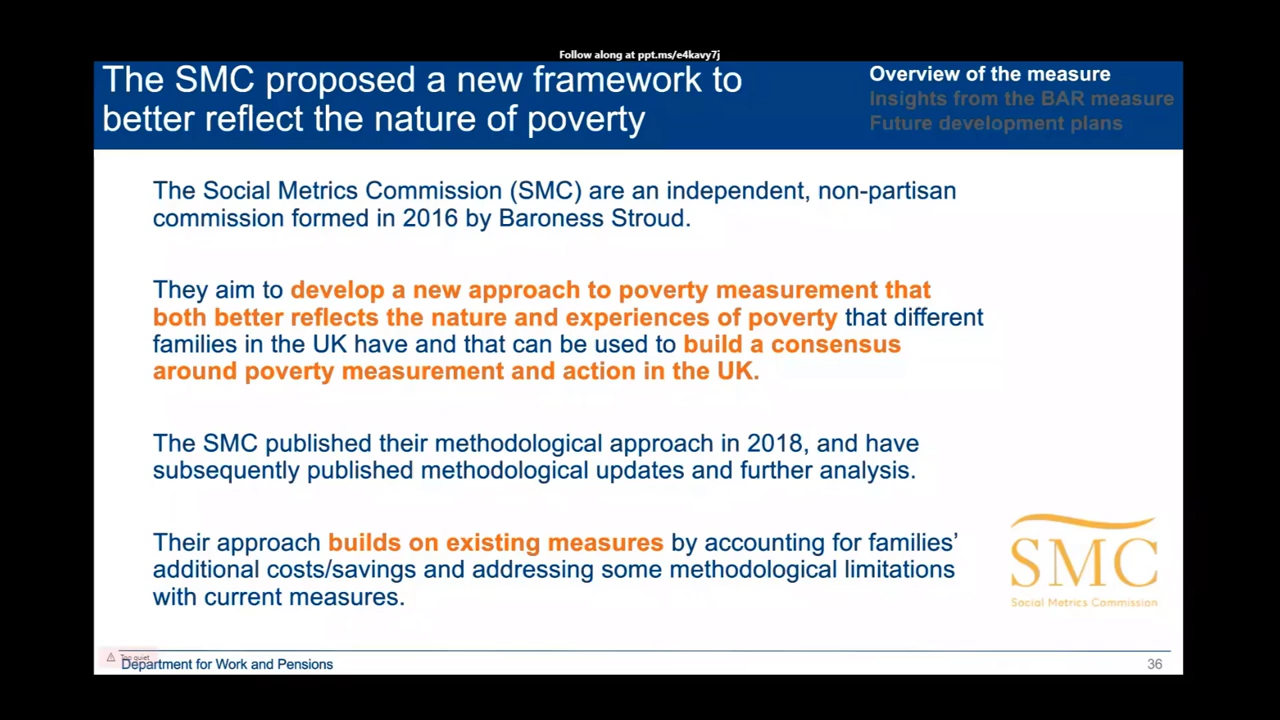 Follow along at ppt.ms/e4kavy7j
The SMC proposed a new framework to
better reflect the nature of poverty
Overview of the measure
Insights from the BAR measure
Future development plans
The Social Metrics Commission (SMC) are an independent, non-partisan
commission formed in 2016 by Baroness Stroud.
They aim to develop a new approach to poverty measurement that
both better reflects the nature and experiences of poverty that different
families in the UK have and that can be used to build a consensus
around poverty measurement and action in the UK.
The SMC published their methodological approach in 2018, and have
subsequently published methodological updates and further analysis.
Their approach builds on existing measures by accounting for families’
additional costs/savings and addressing some methodological limitations
with current measures.
SMC
Social Metrics Commission
Too quiet
Department for Work and Pensions
36